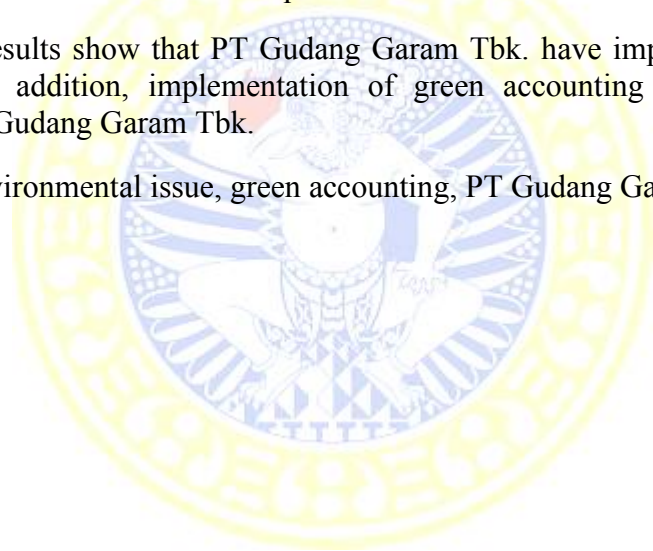 esults show that PT Gudang Garam Tbk. have imp
addition, implementation of green accounting
Gudang Garam Tbk.
vironmental issue, green accounting, PT Gudang Ga